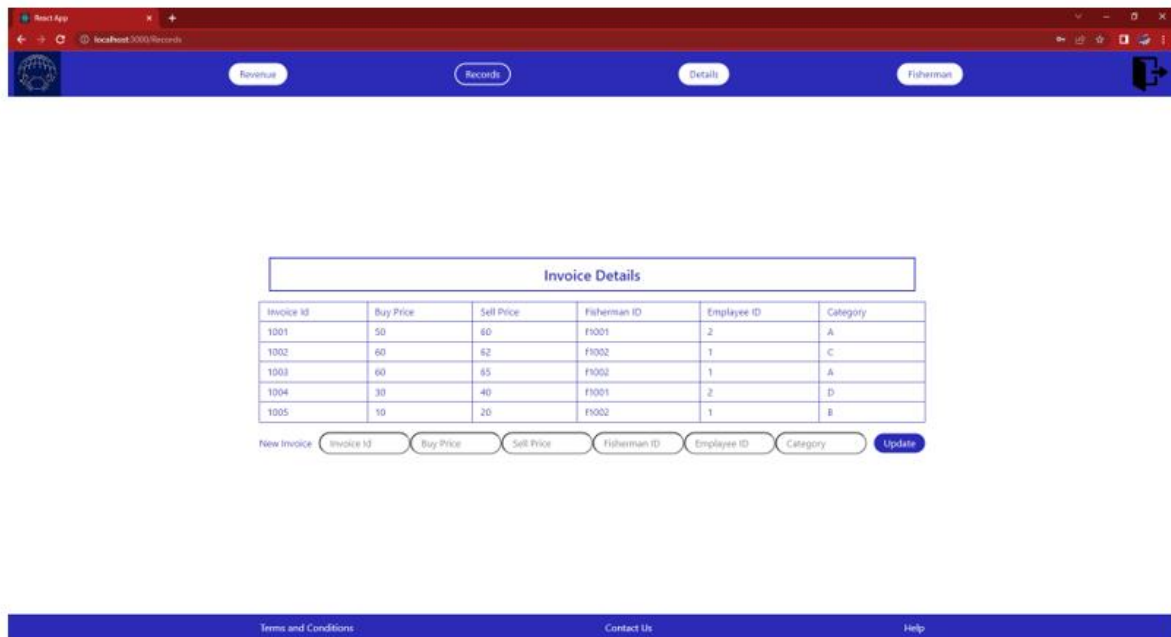 React App
localhost:3000/Records
Revenue Records Details Fisherman
Invoice Details
Invoice Id Buy Price Sell Price Fisherman ID Employee ID Category
1001 50 60 f1001 2 A
1002 60 62 f1002 1 C
1003 60 65 f1002 1 A
1004 30 40 f1001 2 D
1005 10 20 f1002 1 B
New Invoice Invoice Id Buy Price Sell Price Fisherman ID Employee ID Category Update
Terms and Conditions Contact Us Help